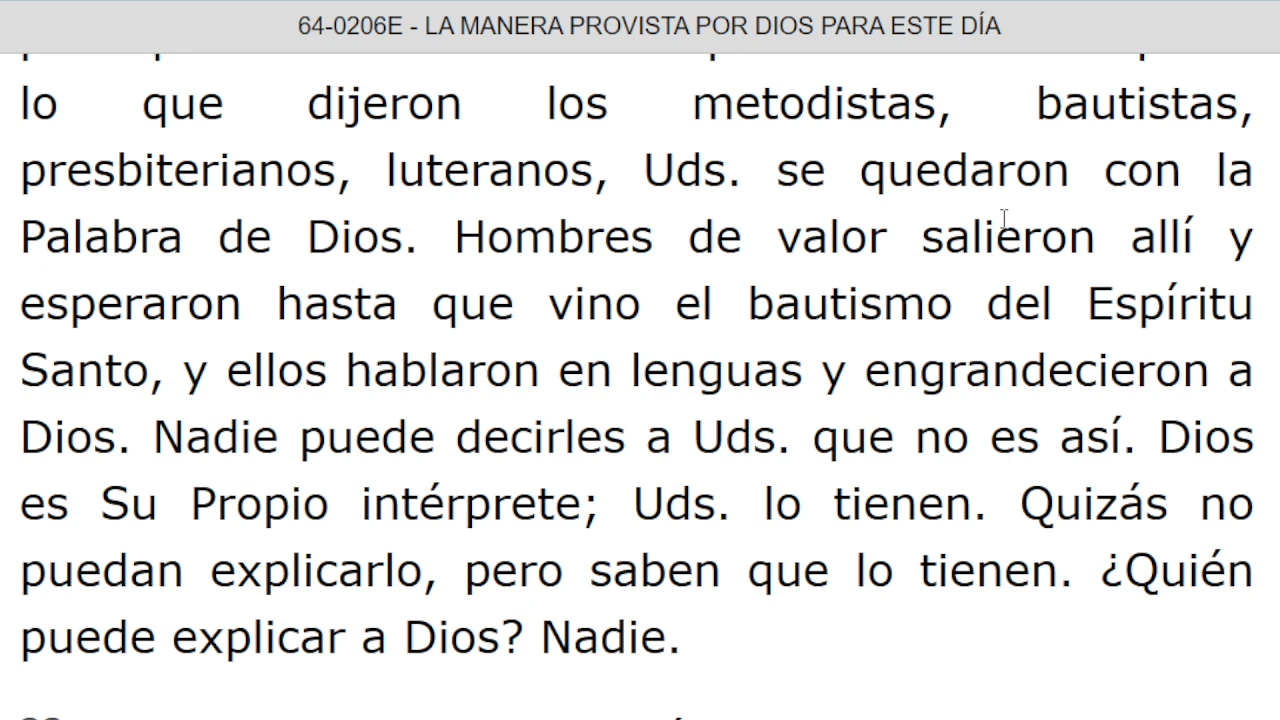 64-0206E - LA MANERA PROVISTA POR DIOS PARA ESTE DÍA
lo que dijeron los metodistas, bautistas,
presbiterianos, luteranos, Uds. se quedaron con la
Palabra de Dios. Hombres de valor salieron allí y
esperaron hasta que vino el bautismo del Espíritu
Santo, y ellos hablaron en lenguas y engrandecieron a
Dios. Nadie puede decirles a Uds. que no es así. Dios
es Su Propio intérprete; Uds. lo tienen. Quizás no
puedan explicarlo, pero saben que lo tienen. ¿Quién
puede explicar a Dios? Nadie.